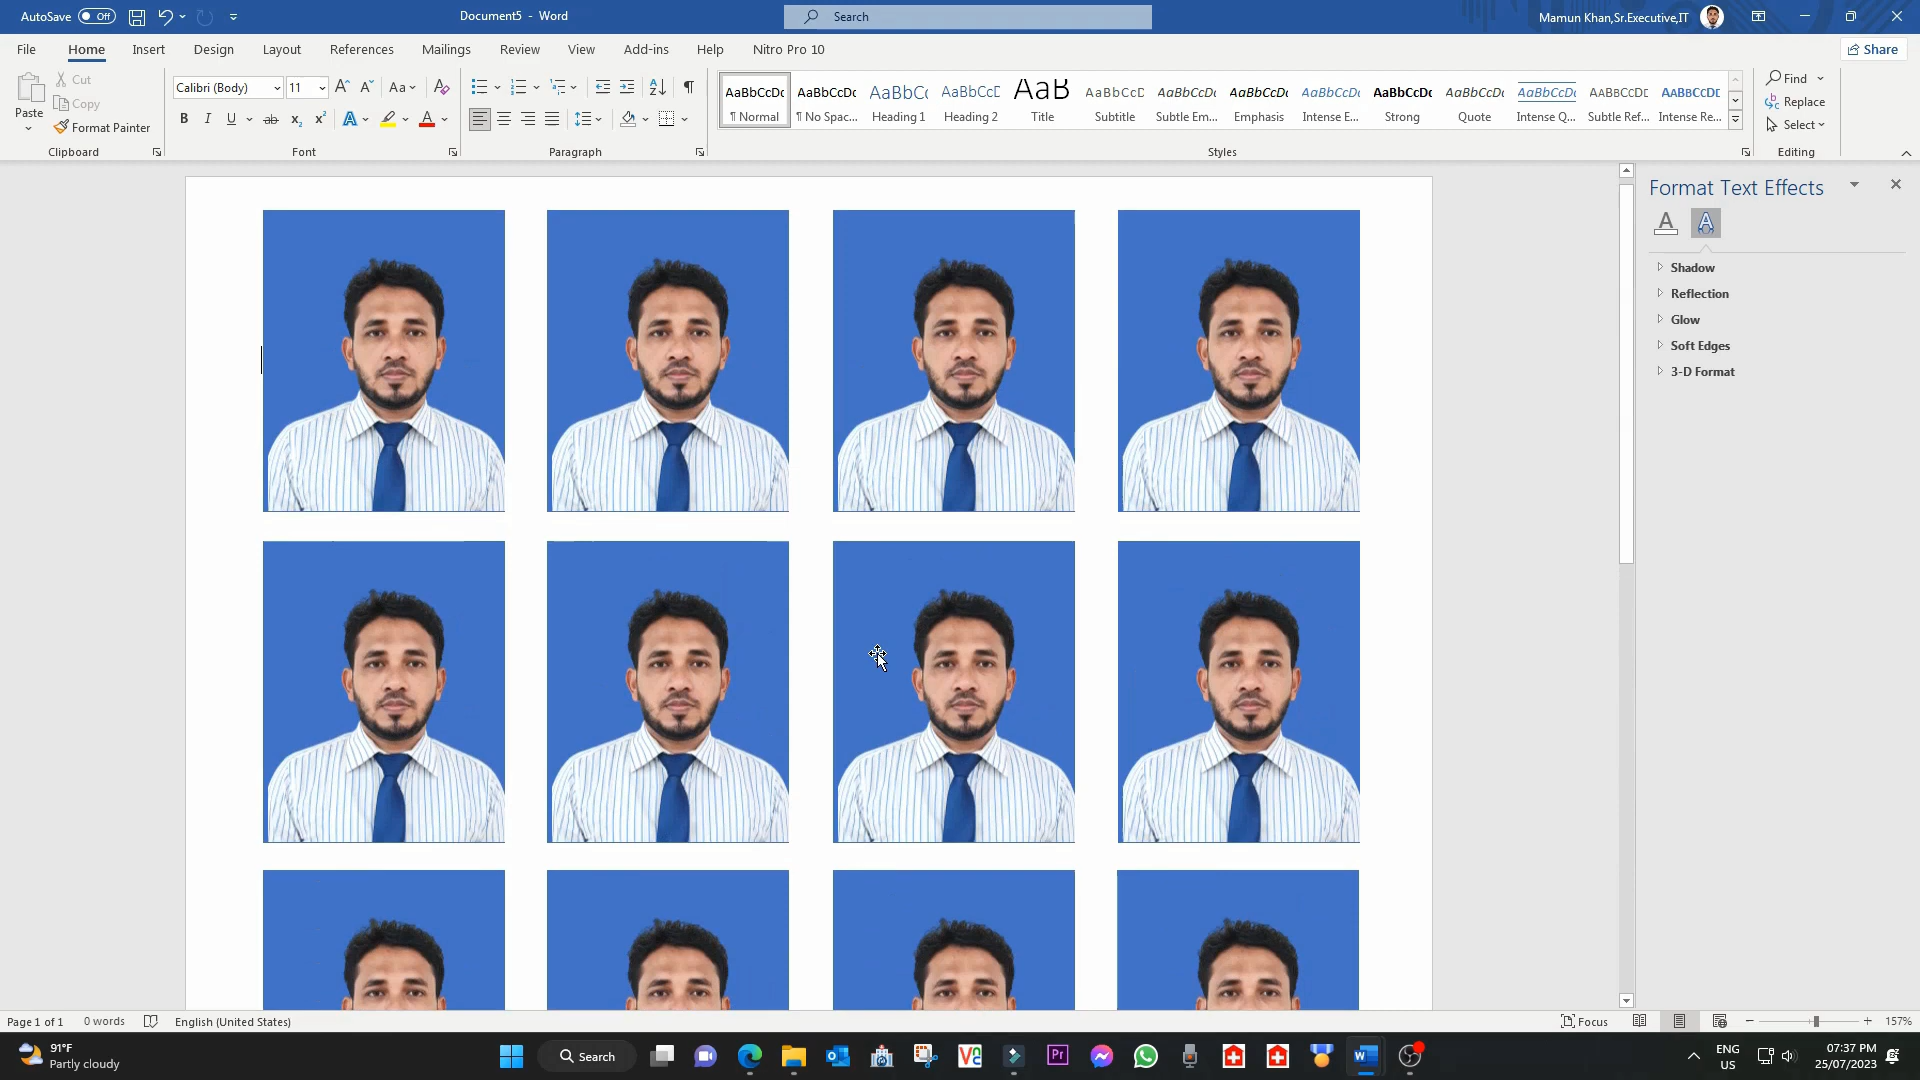 AutoSave Off Document5 - Word Search Mamun Khan,Sr.Executive,IT
File Home Insert Design Layout References Mailings Review View Add-ins Help Nitro Pro 10 Share
Paste
Cut
Copy
Format Painter
Clipboard
Calibri (Body) 11
Font
Paragraph
AaBbCcDc AaBbCcDc AaBbC AaBbCcD AaB AaBbCcD AaBbCcDc AaBbCcDc AaBbCcDc AaBbCcDc AaBbCcDc AaBbCcDc AaBbCcDc AaBbCcDc
¶ Normal ¶ No Spac... Heading 1 Heading 2 Title Subtitle Subtle Em... Emphasis Intense E... Strong Quote Intense Q... Subtle Ref... Intense Re...
Styles
Find
Replace
Select
Editing
Format Text Effects
Shadow
Reflection
Glow
Soft Edges
3-D Format
Page 1 of 1 0 words English (United States) Focus 157%
91°F
Partly cloudy
Search
ENG
US
07:37 PM
25/07/2023